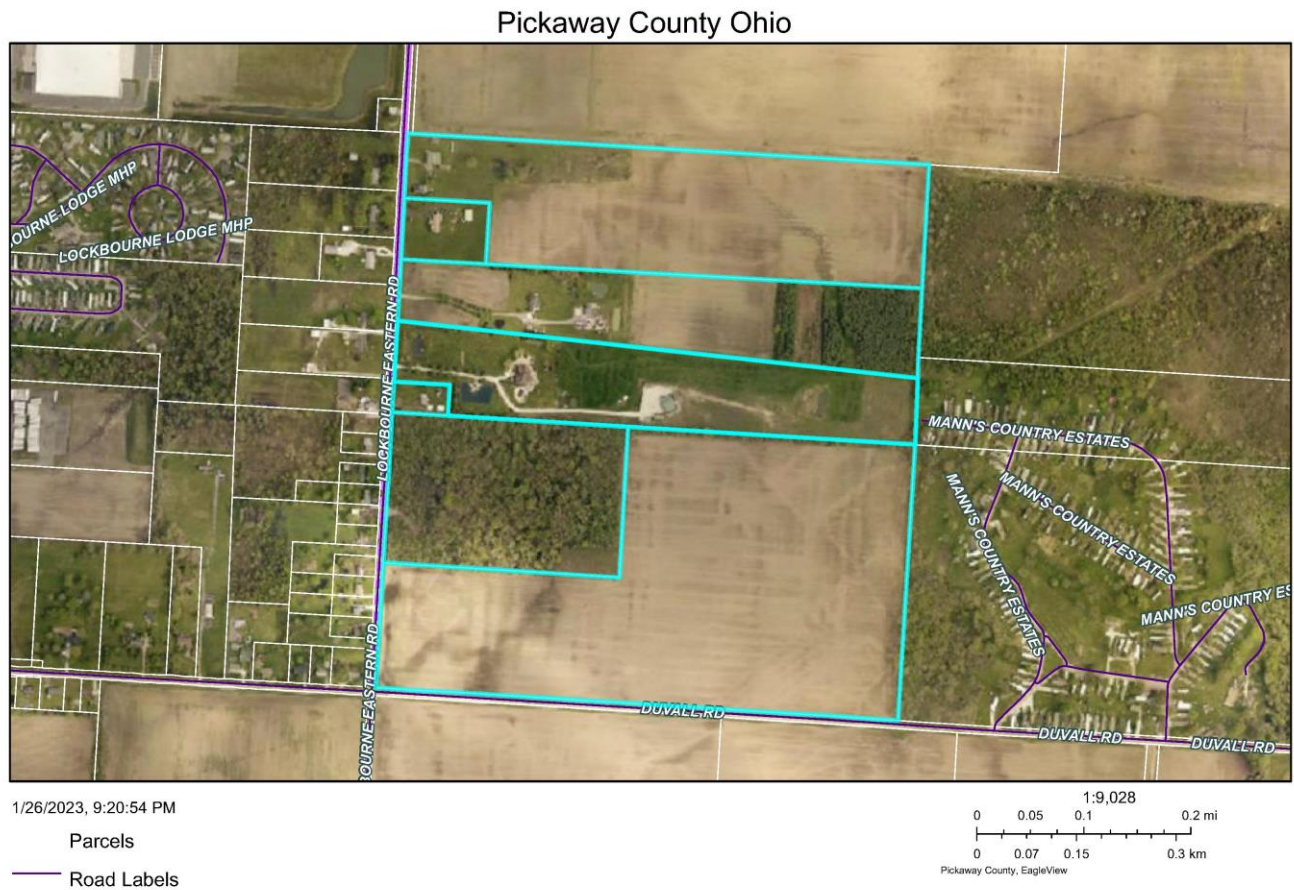 Pickaway County Ohio
OURNE LODGE MHP
LOCKBOURNE LODGE MHP
LOCKBOURNE-EASTERN-RD
MANN'S COUNTRY ESTATES
MANN'S COUNTRY ESTATES
MANN'S COUNTRY ESTATES
MANN'S COUNTRY ES
BOURNE-EASTERN-RD
DUVALL RD
DUVALL RD
DUVALL RD
1/26/2023, 9:20:54 PM
Parcels
Road Labels
1:9,028
0 0.05 0.1 0.2 mi
0 0.07 0.15 0.3 km
Pickaway County, EagleView